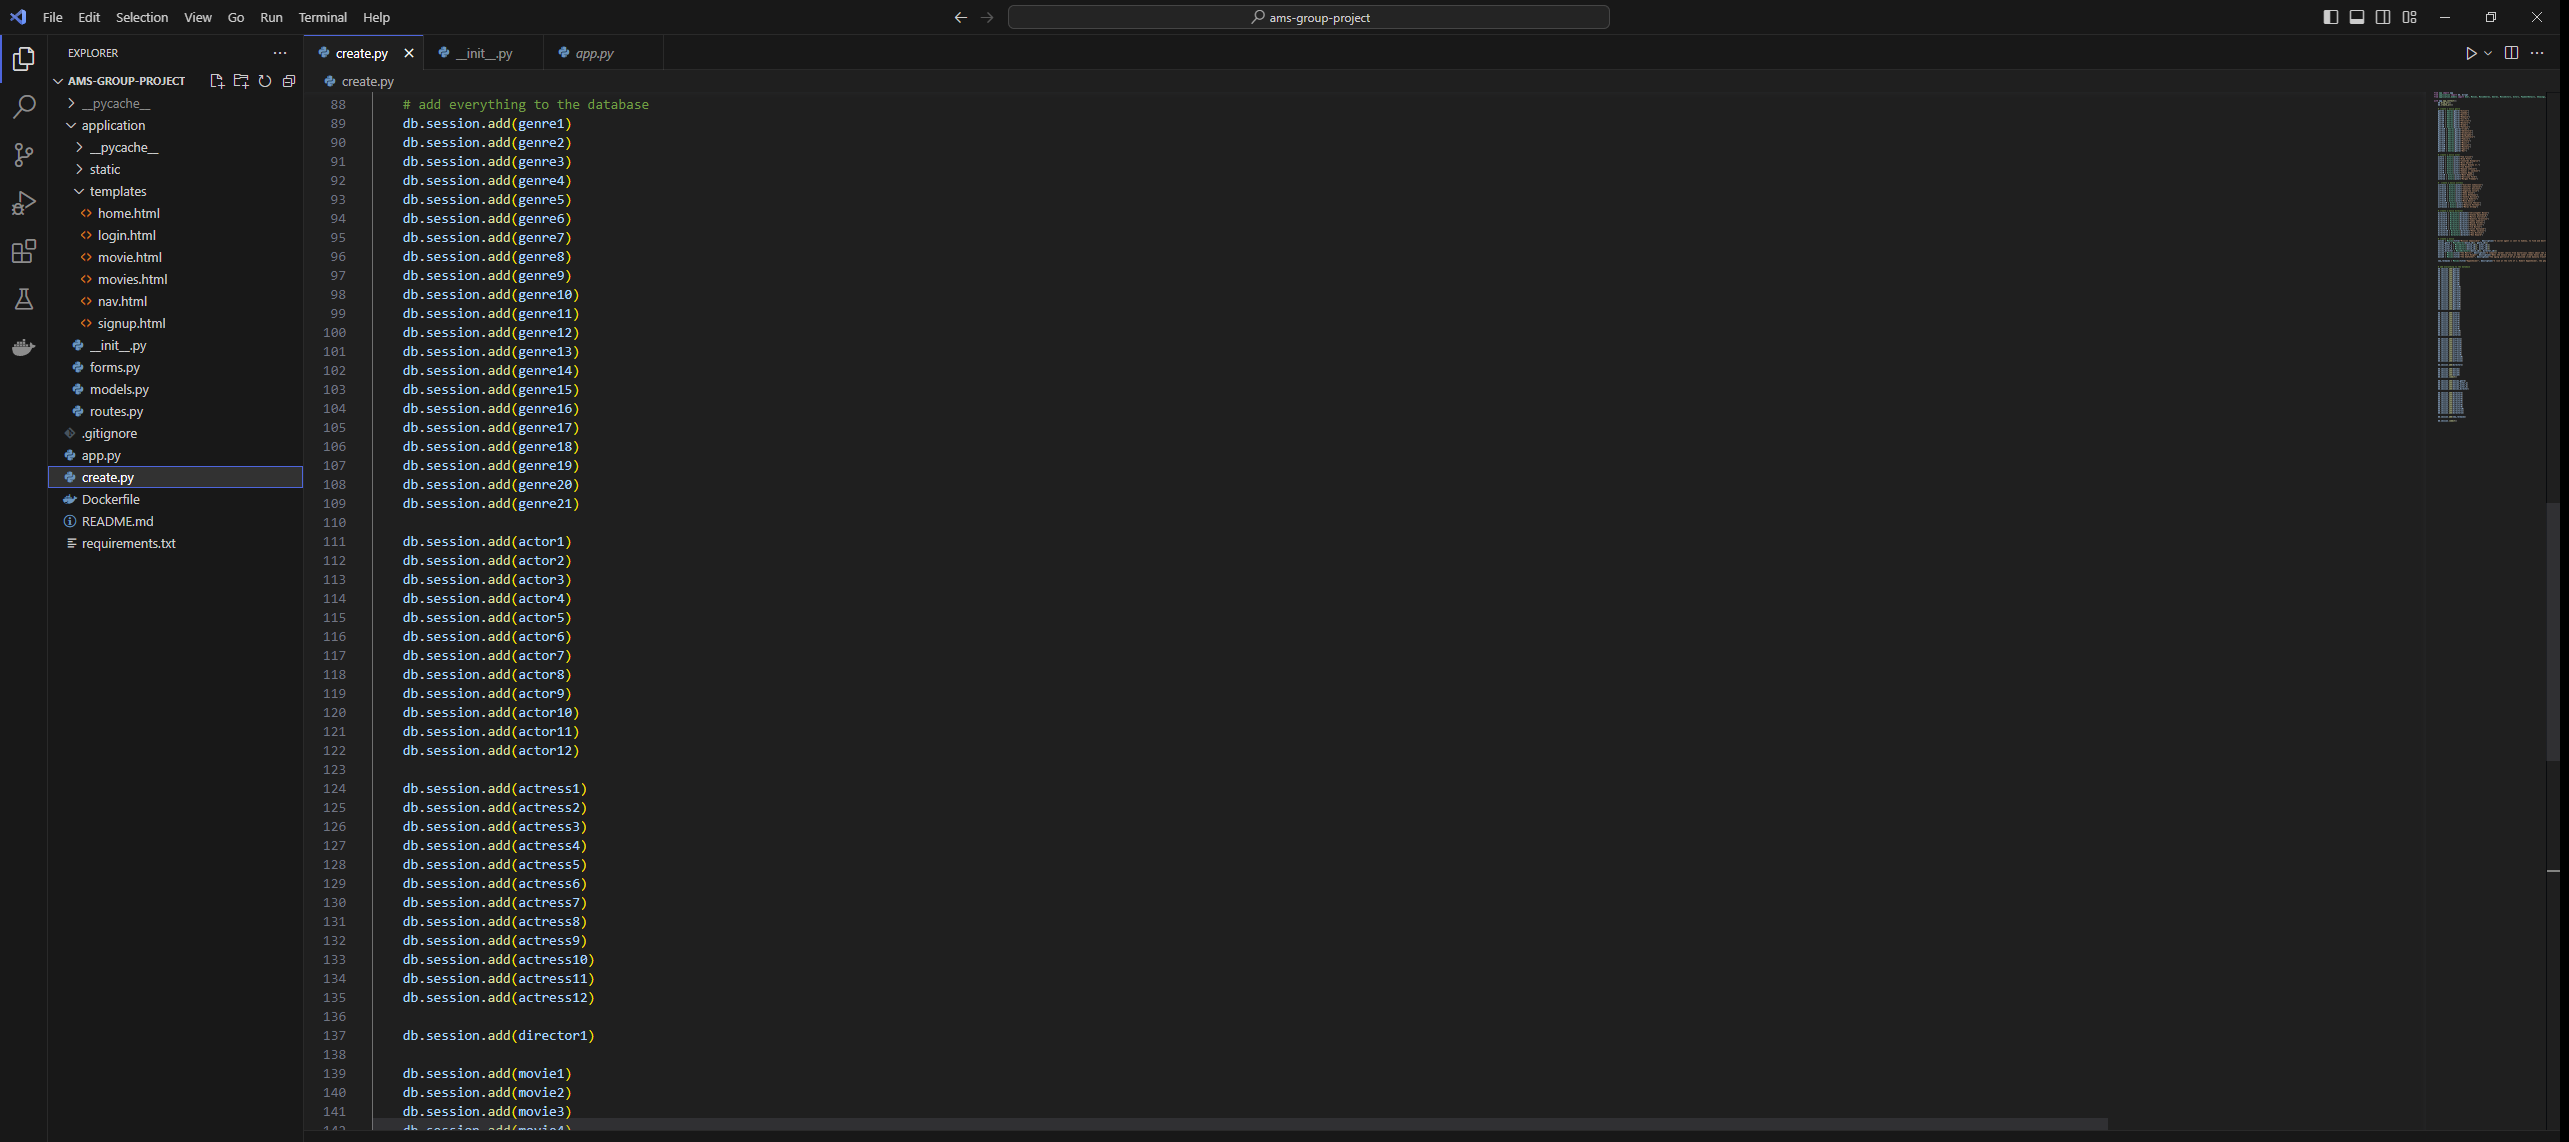 File Edit Selection View Go Run Terminal Help
ams-group-project
EXPLORER
AMS-GROUP-PROJECT
__pycache__
application
__pycache__
static
templates
home.html
login.html
movie.html
movies.html
nav.html
signup.html
__init__.py
forms.py
models.py
routes.py
.gitignore
app.py
create.py
Dockerfile
README.md
requirements.txt
create.py __init__.py app.py
create.py
88 # add everything to the database
89 db.session.add(genre1)
90 db.session.add(genre2)
91 db.session.add(genre3)
92 db.session.add(genre4)
93 db.session.add(genre5)
94 db.session.add(genre6)
95 db.session.add(genre7)
96 db.session.add(genre8)
97 db.session.add(genre9)
98 db.session.add(genre10)
99 db.session.add(genre11)
100 db.session.add(genre12)
101 db.session.add(genre13)
102 db.session.add(genre14)
103 db.session.add(genre15)
104 db.session.add(genre16)
105 db.session.add(genre17)
106 db.session.add(genre18)
107 db.session.add(genre19)
108 db.session.add(genre20)
109 db.session.add(genre21)
110
111 db.session.add(actor1)
112 db.session.add(actor2)
113 db.session.add(actor3)
114 db.session.add(actor4)
115 db.session.add(actor5)
116 db.session.add(actor6)
117 db.session.add(actor7)
118 db.session.add(actor8)
119 db.session.add(actor9)
120 db.session.add(actor10)
121 db.session.add(actor11)
122 db.session.add(actor12)
123
124 db.session.add(actress1)
125 db.session.add(actress2)
126 db.session.add(actress3)
127 db.session.add(actress4)
128 db.session.add(actress5)
129 db.session.add(actress6)
130 db.session.add(actress7)
131 db.session.add(actress8)
132 db.session.add(actress9)
133 db.session.add(actress10)
134 db.session.add(actress11)
135 db.session.add(actress12)
136
137 db.session.add(director1)
138
139 db.session.add(movie1)
140 db.session.add(movie2)
141 db.session.add(movie3)
142 db.session.add(movie4)